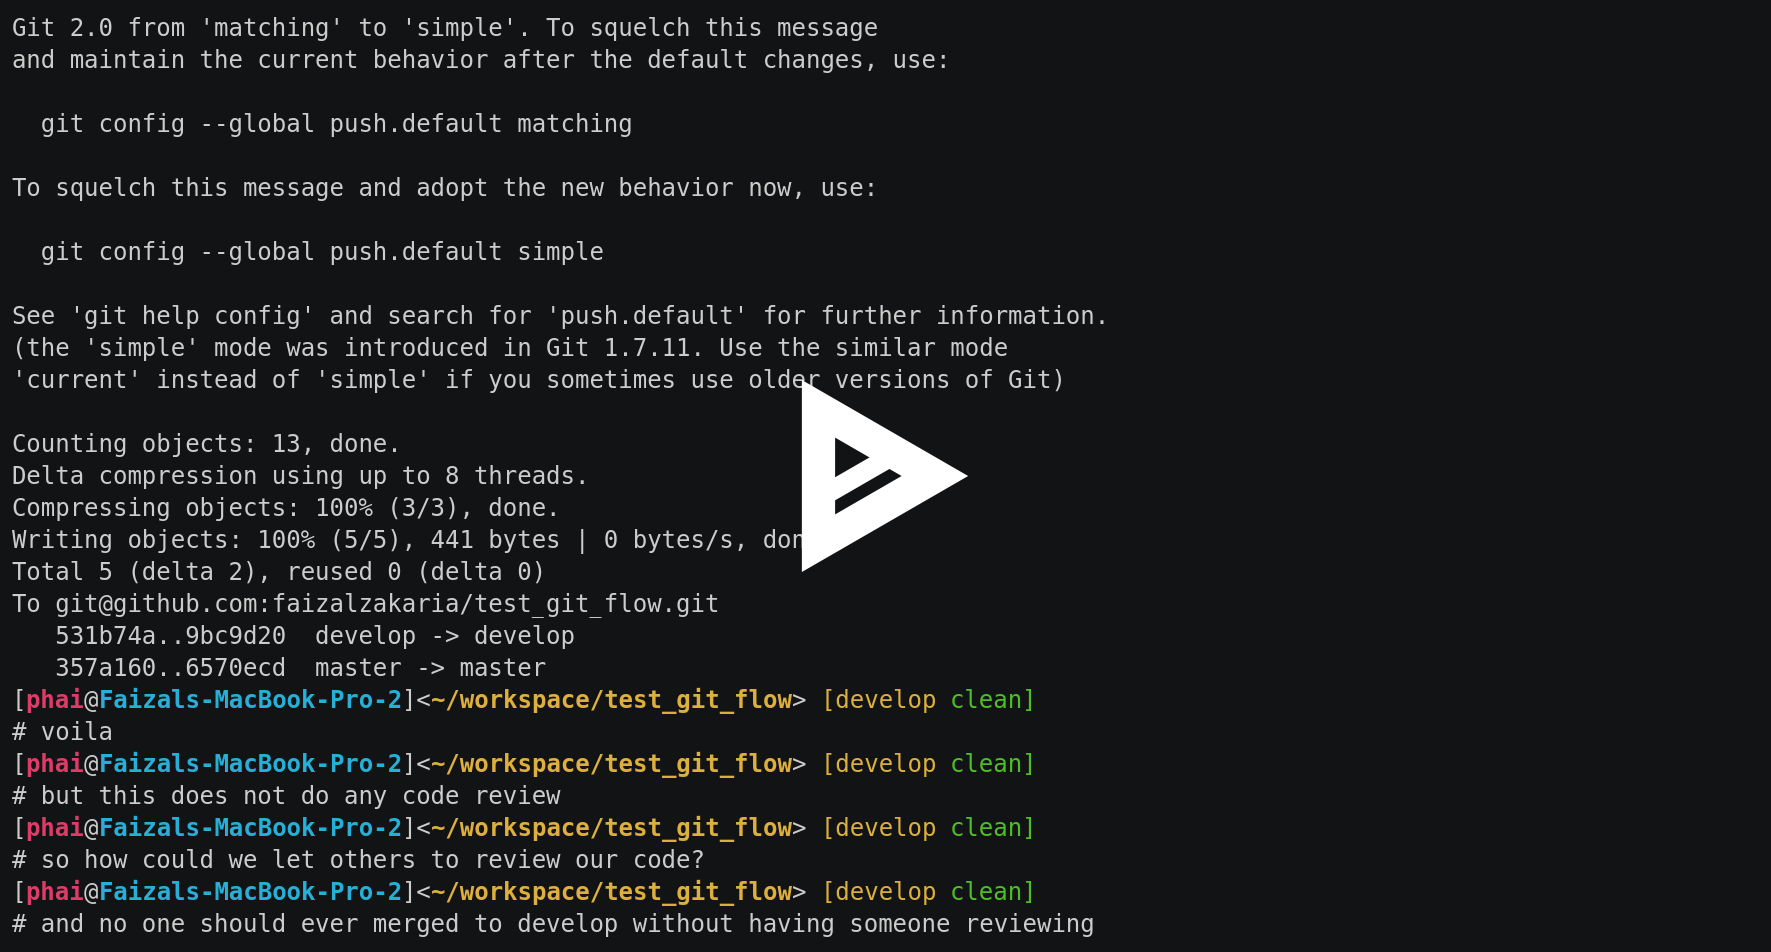 Git 2.0 from 'matching' to 'simple'. To squelch this message
and maintain the current behavior after the default changes, use:
  git config --global push.default matching
To squelch this message and adopt the new behavior now, use:
  git config --global push.default simple
See 'git help config' and search for 'push.default' for further information.
(the 'simple' mode was introduced in Git 1.7.11. Use the similar mode
'current' instead of 'simple' if you sometimes use older versions of Git)
Counting objects: 13, done.
Delta compression using up to 8 threads.
Compressing objects: 100% (3/3), done.
Writing objects: 100% (5/5), 441 bytes | 0 bytes/s,
Total 5 (delta 2), reused 0 (delta 0)
To git@github.com:faizalzakaria/test_git_flow.git
   531b74a..9bc9d20  develop -> develop
   357a160..6570ecd  master -> master
[phai@Faizals-MacBook-Pro-2]<~/workspace/test_git_flow> [develop clean]
# voila
[phai@Faizals-MacBook-Pro-2]<~/workspace/test_git_flow> [develop clean]
# but this does not do any code review
[phai@Faizals-MacBook-Pro-2]<~/workspace/test_git_flow> [develop clean]
# so how could we let others to review our code?
[phai@Faizals-MacBook-Pro-2]<~/workspace/test_git_flow> [develop clean]
# and no one should ever merged to develop without having someone reviewing